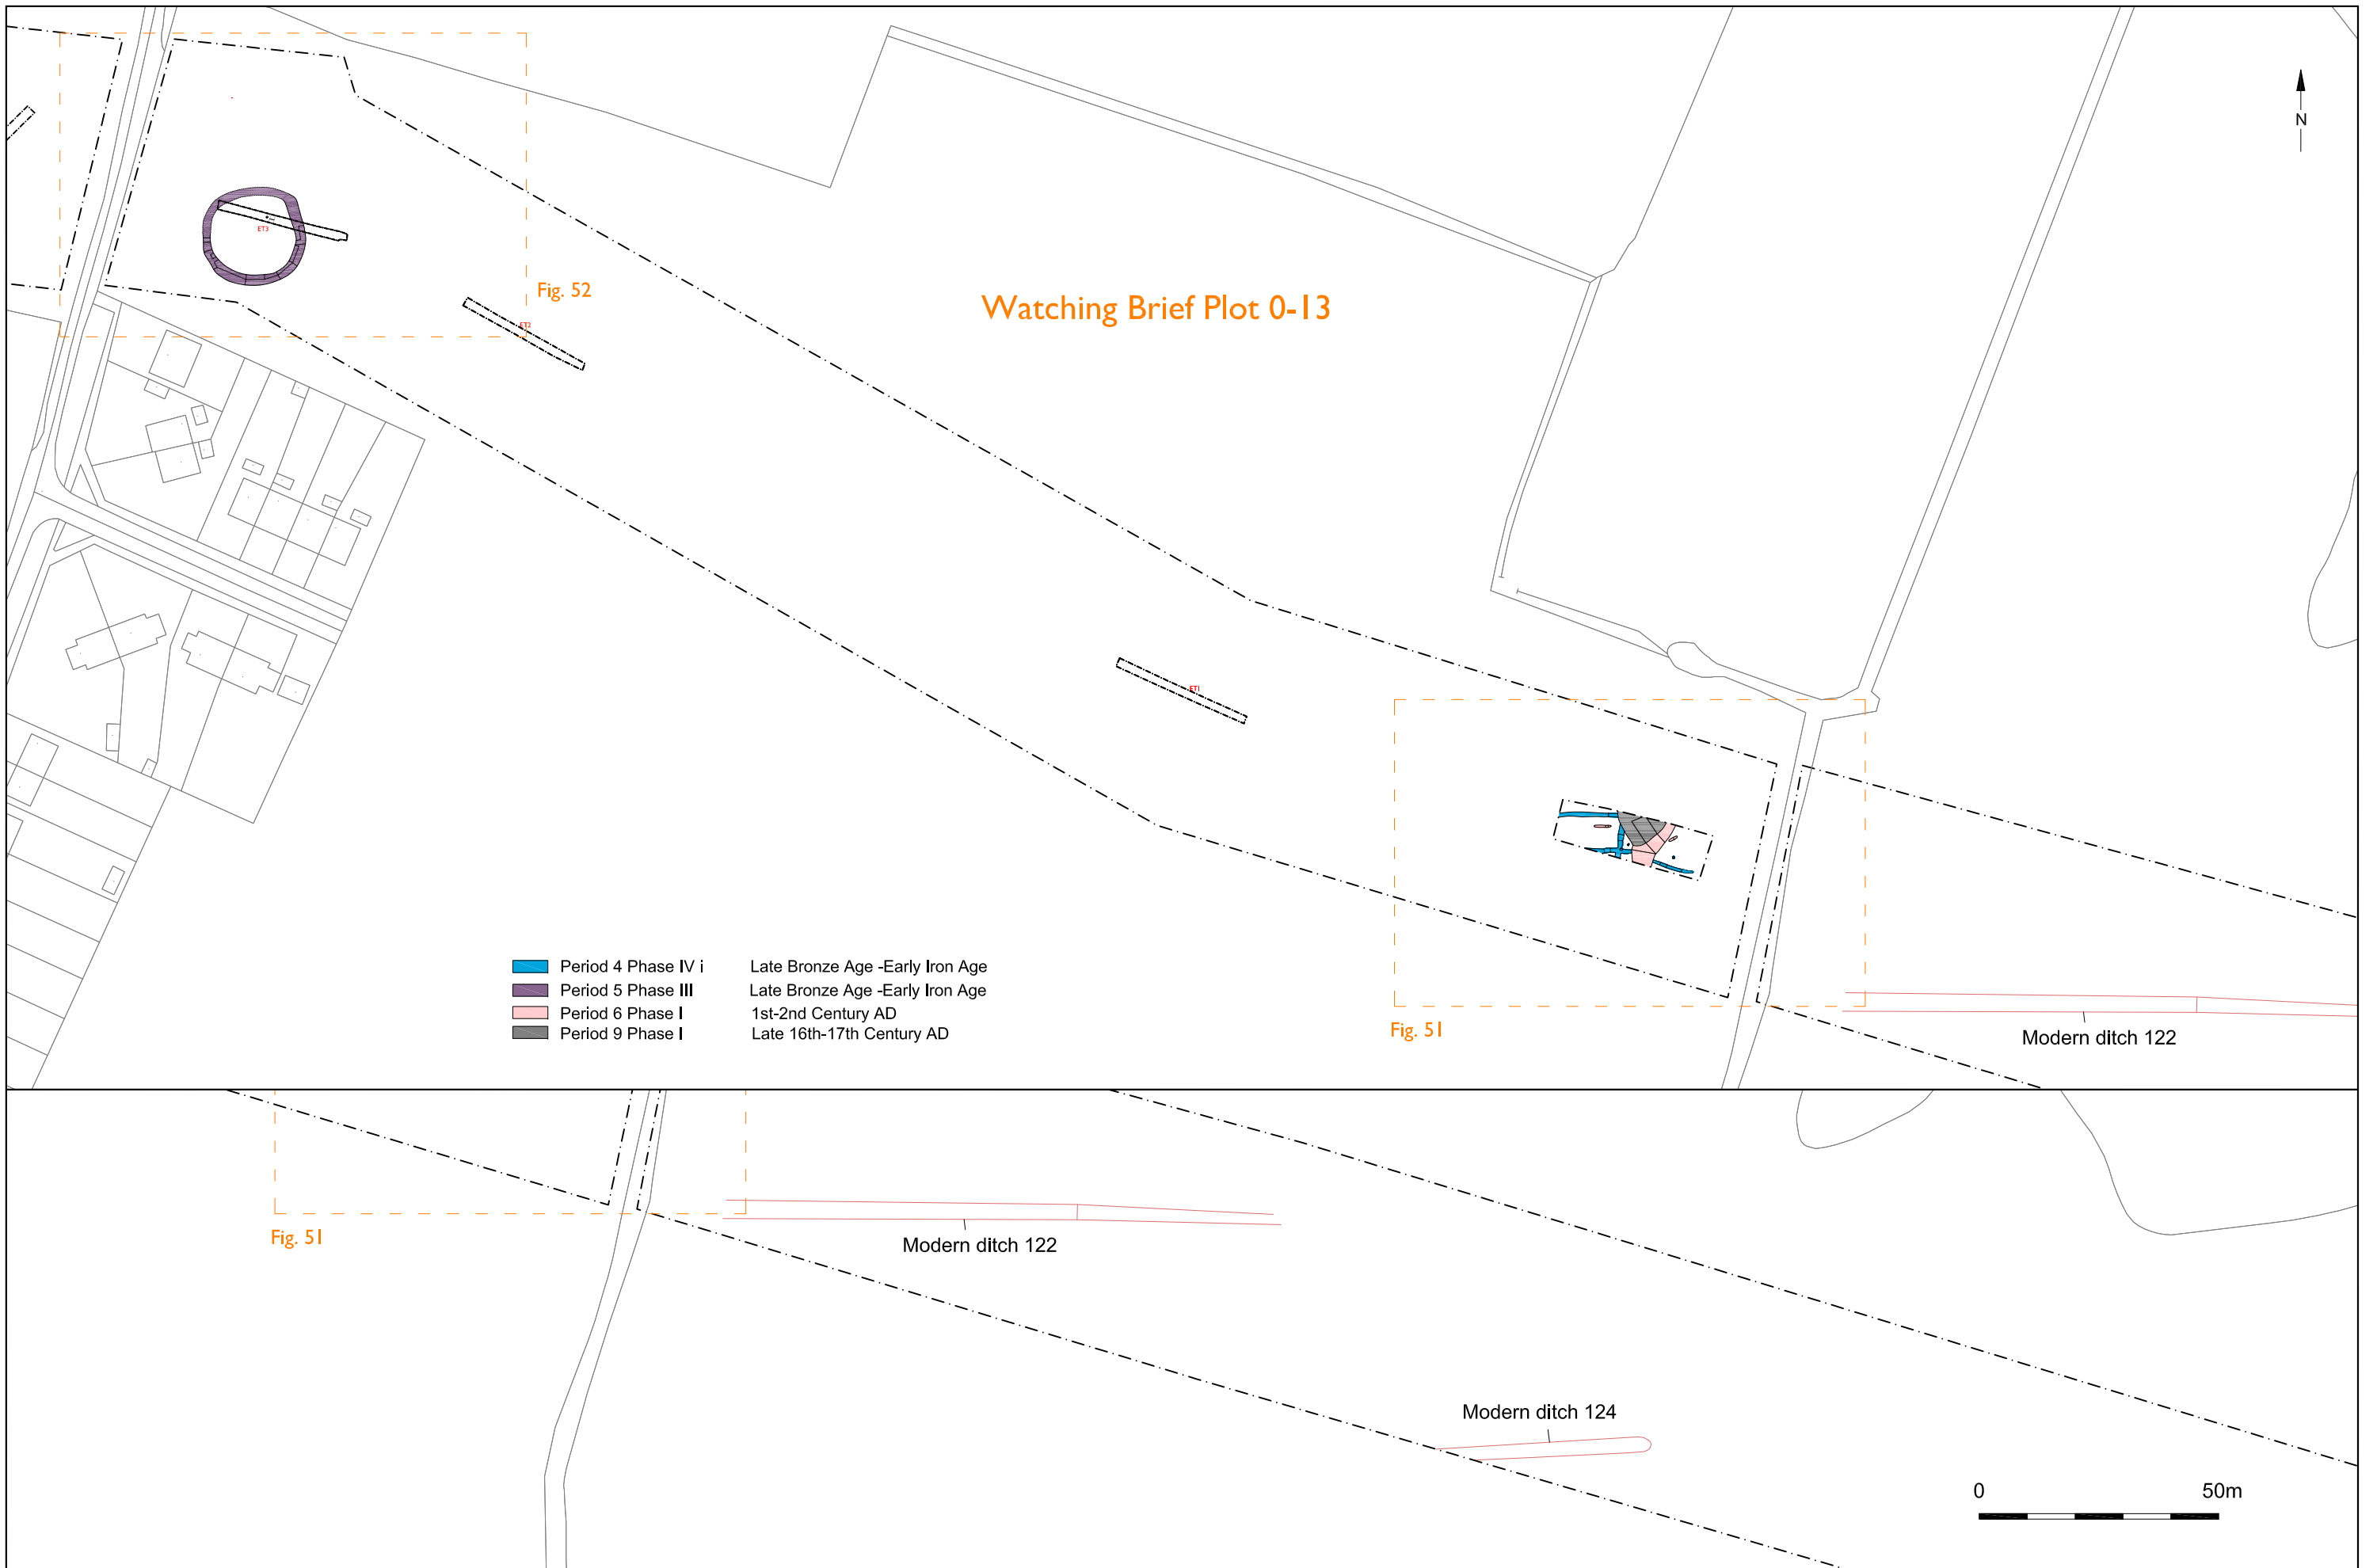 N
ET3
Fig. 52
ET2
Watching Brief Plot 0-13
ET1
Period 4 Phase IV i Late Bronze Age -Early Iron Age
Period 5 Phase III Late Bronze Age -Early Iron Age
Period 6 Phase I 1st-2nd Century AD
Period 9 Phase I Late 16th-17th Century AD
Fig. 51
Modern ditch 122
Fig. 51
Modern ditch 122
Modern ditch 124
0 50m